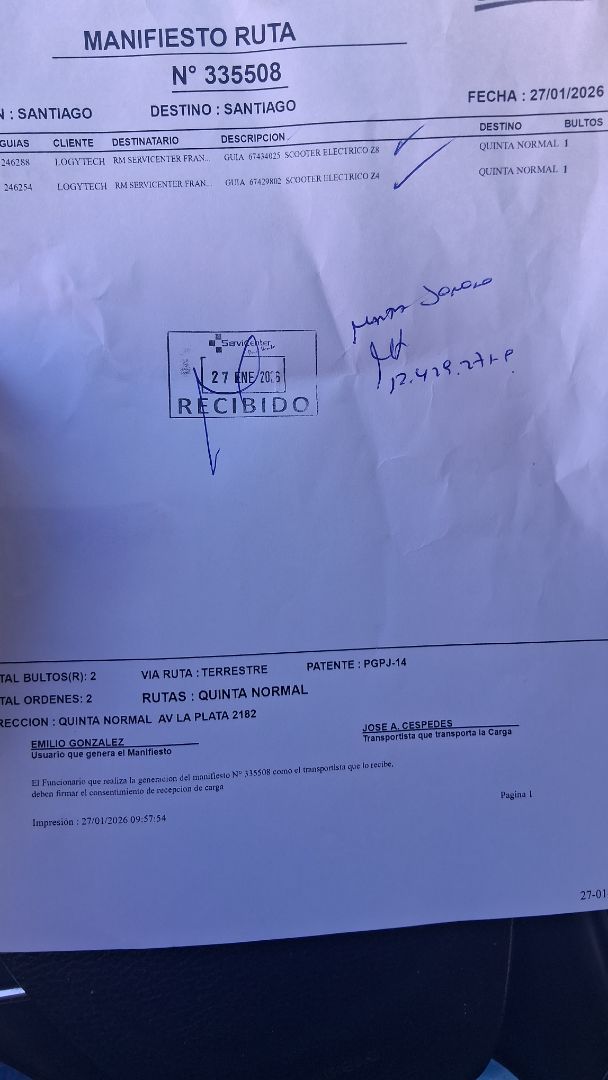 MANIFIESTO RUTA
N° 335508
N : SANTIAGO DESTINO : SANTIAGO FECHA : 27/01/2026
GUIAS CLIENTE DESTINATARIO DESCRIPCION DESTINO BULTOS
246288 LOGYTECH RM SERVICENTER FRAN... GUIA 67434025 SCOOTER ELECTRICO Z8 QUINTA NORMAL 1
246254 LOGYTECH RM SERVICENTER FRAN... GUIA 67429802 SCOOTER ELECTRICO Z4 QUINTA NORMAL 1
Servicenter
27 ENE 2026
RECIBIDO
TAL BULTOS(R): 2 VIA RUTA : TERRESTRE PATENTE : PGPJ-14
TAL ORDENES: 2 RUTAS : QUINTA NORMAL
RECCION : QUINTA NORMAL AV LA PLATA 2182
EMILIO GONZALEZ JOSE A. CESPEDES
Usuario que genera el Manifiesto Transportista que transporta la Carga
El Funcionario que realiza la generacion del manifiesto N° 335508 como el transportista que lo recibe,
deben firmar el consentimiento de recepcion de carga
Pagina 1
Impresión : 27/01/2026 09:57:54
27-01